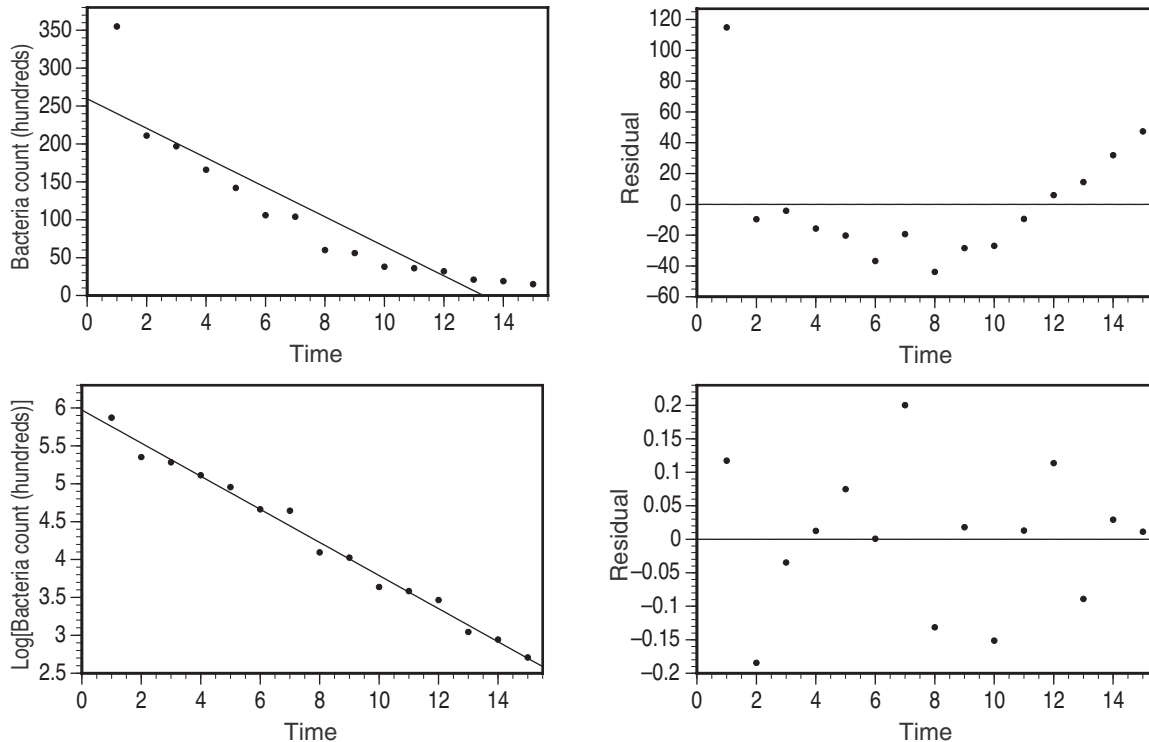 Bacteria count (hundreds)
350
300
250
200
150
100
50
0
0 2 4 6 8 10 12 14
Time
Residual
120
100
80
60
40
20
0
–20
–40
–60
0 2 4 6 8 10 12 14
Time
Log[Bacteria count (hundreds)]
6
5.5
5
4.5
4
3.5
3
2.5
0 2 4 6 8 10 12 14
Time
Residual
0.2
0.15
0.1
0.05
0
–0.05
–0.1
–0.15
–0.2
0 2 4 6 8 10 12 14
Time